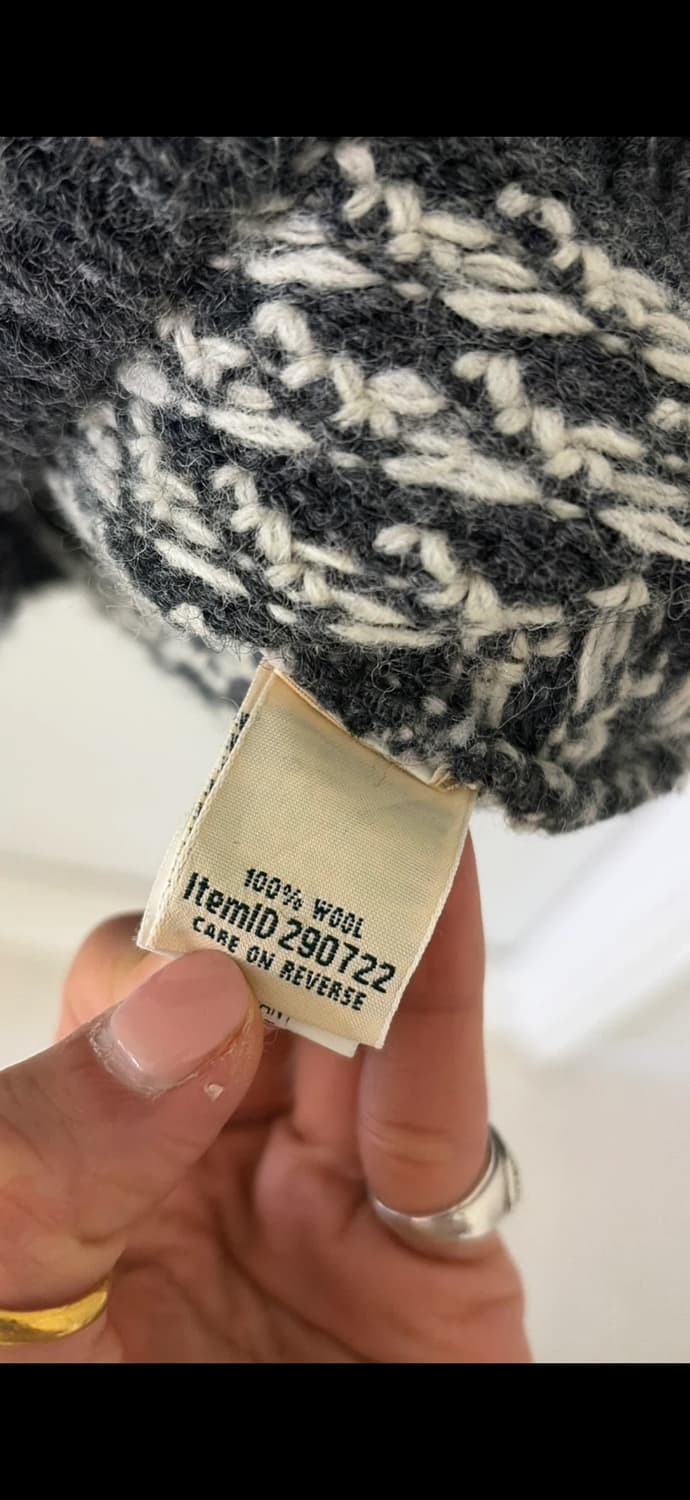 100% WOOL
ItemID 290722
CARE ON REVERSE